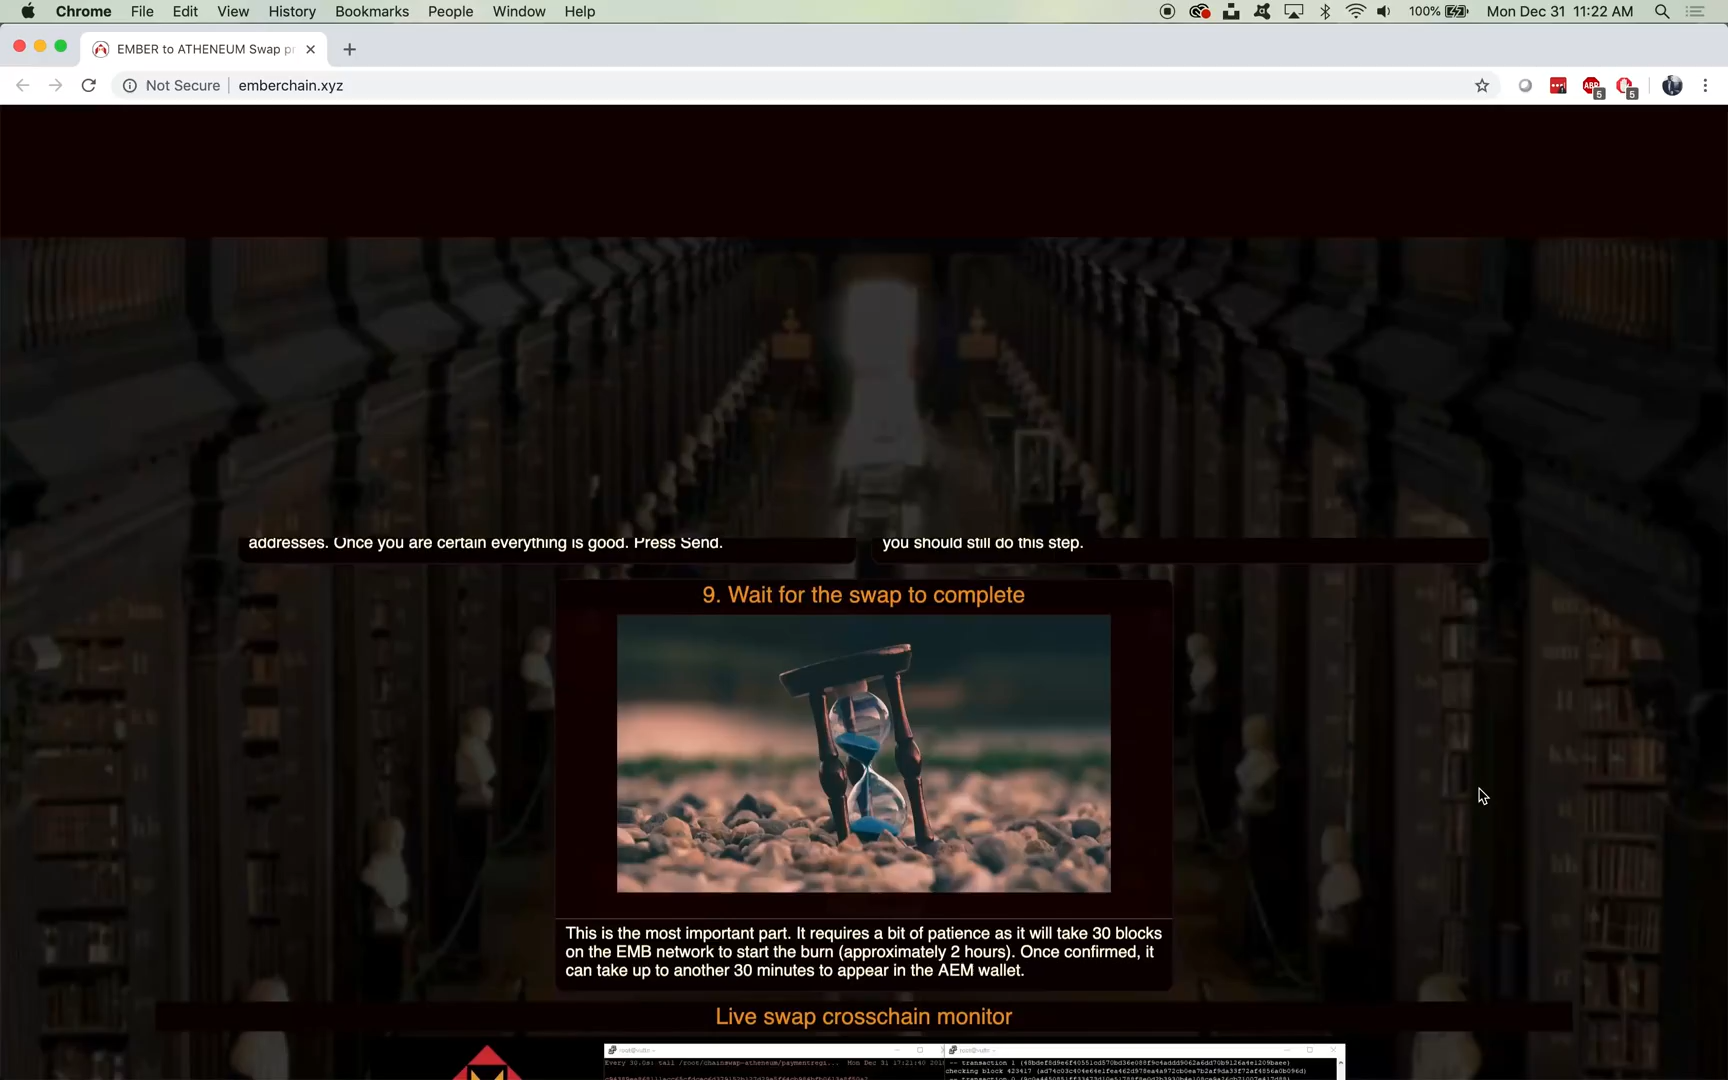 Chrome File Edit View History Bookmarks People Window Help 100% Mon Dec 31 11:22 AM
EMBER to ATHENEUM Swap pr
Not Secure emberchain.xyz
ABP 5 5
addresses. Once you are certain everything is good. Press Send.
you should still do this step.
9. Wait for the swap to complete
This is the most important part. It requires a bit of patience as it will take 30 blocks
on the EMB network to start the burn (approximately 2 hours). Once confirmed, it
can take up to another 30 minutes to appear in the AEM wallet.
Live swap crosschain monitor